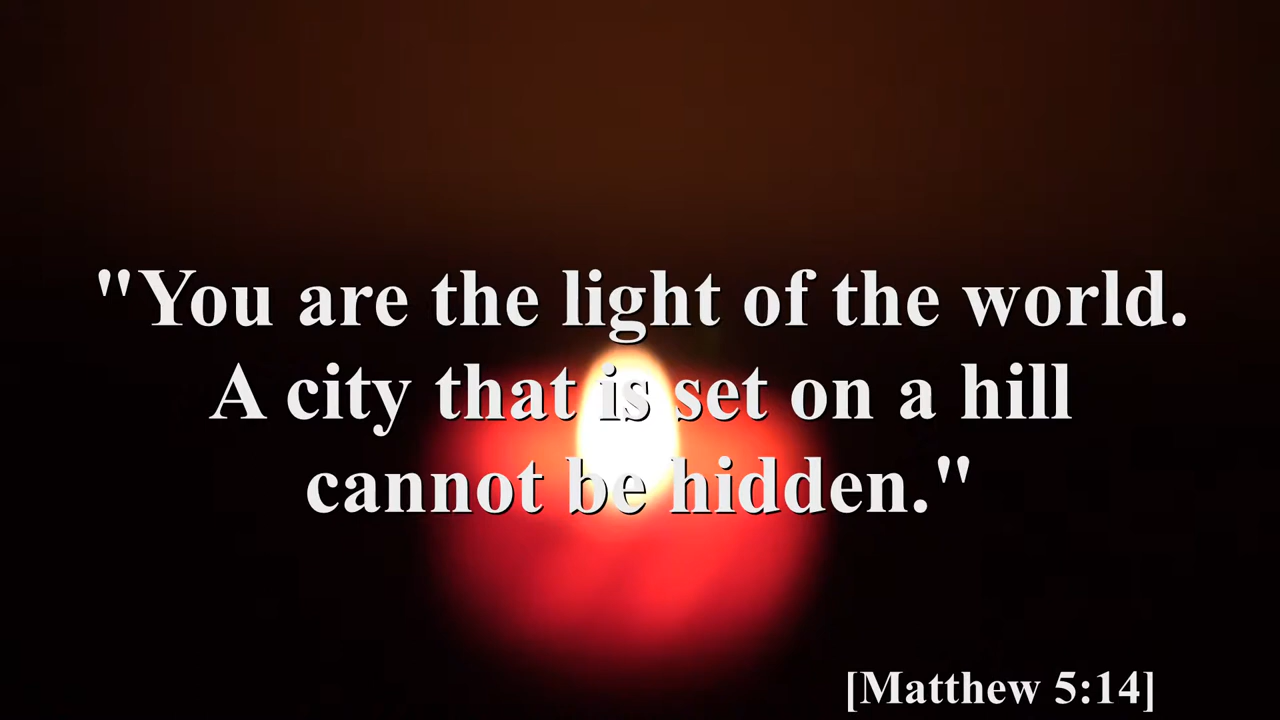 "You are the light of the world.
A city that is set on a hill
cannot be hidden."
[Matthew 5:14]